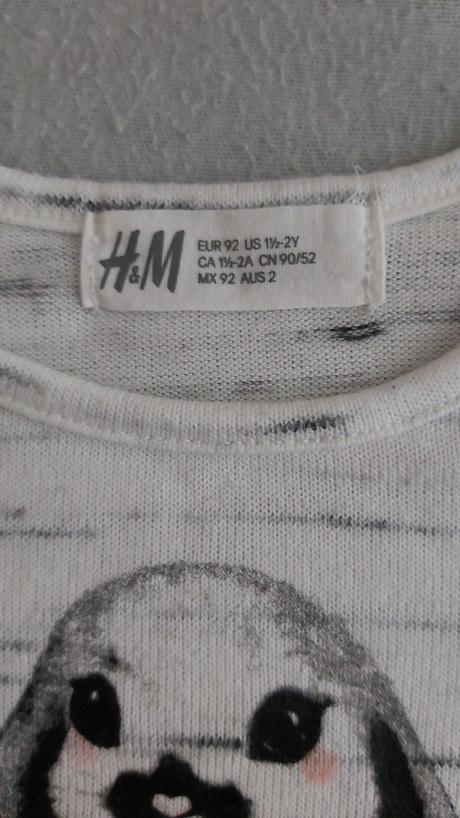 H&M
EUR 92 US 1½-2Y
CA 1½-2A CN 90/52
MX 92 AUS 2